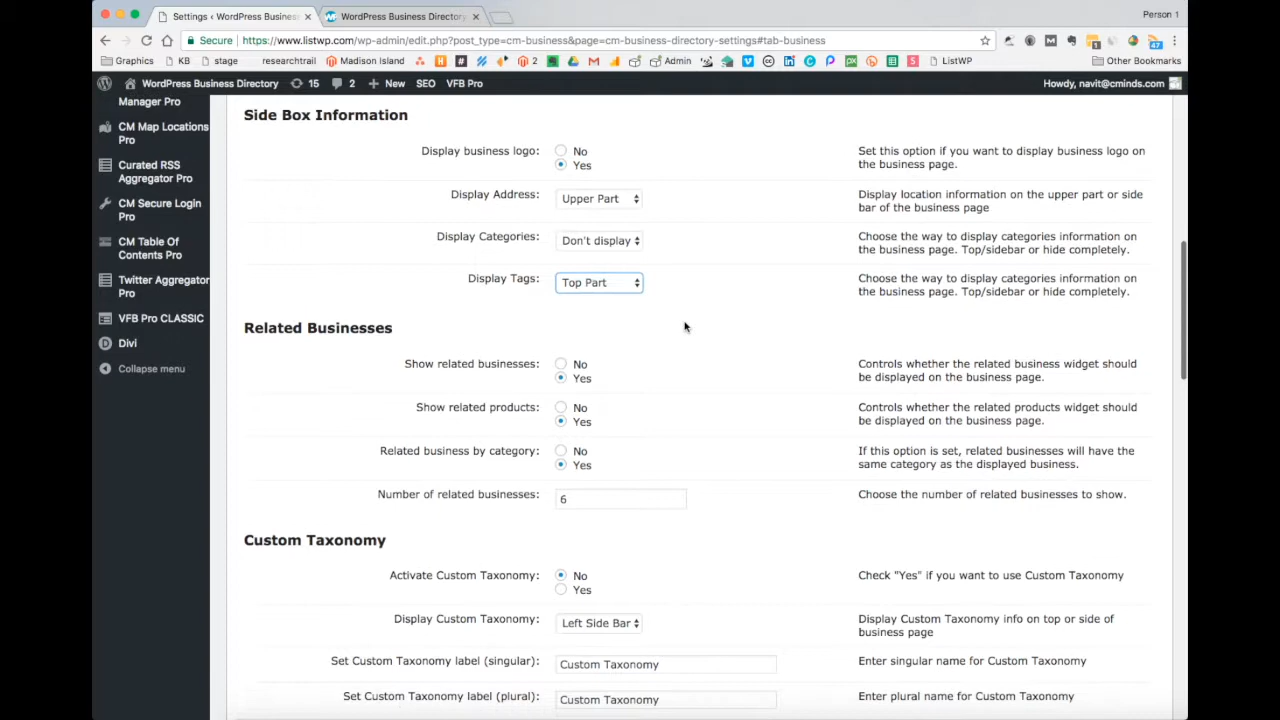 Settings ‹ WordPress Busines
WordPress Business Directory
Person 1
Secure
https://www.listwp.com/wp-admin/edit.php?post_type=cm-business&page=cm-business-directory-settings#tab-business
Graphics
KB
stage
researchtrail
Madison Island
2
Admin
ListWP
Other Bookmarks
WordPress Business Directory
15
2
New
SEO
VFB Pro
Howdy, navit@cminds.com
Manager Pro
CM Map Locations
Pro
Curated RSS
Aggregator Pro
CM Secure Login
Pro
CM Table Of
Contents Pro
Twitter Aggregator
Pro
VFB Pro CLASSIC
Divi
Collapse menu
Side Box Information
Display business logo:
No
Yes
Set this option if you want to display business logo on
the business page.
Display Address:
Upper Part
Display location information on the upper part or side
bar of the business page
Display Categories:
Don't display
Choose the way to display categories information on
the business page. Top/sidebar or hide completely.
Display Tags:
Top Part
Choose the way to display categories information on
the business page. Top/sidebar or hide completely.
Related Businesses
Show related businesses:
No
Yes
Controls whether the related business widget should
be displayed on the business page.
Show related products:
No
Yes
Controls whether the related products widget should
be displayed on the business page.
Related business by category:
No
Yes
If this option is set, related businesses will have the
same category as the displayed business.
Number of related businesses:
6
Choose the number of related businesses to show.
Custom Taxonomy
Activate Custom Taxonomy:
No
Yes
Check "Yes" if you want to use Custom Taxonomy
Display Custom Taxonomy:
Left Side Bar
Display Custom Taxonomy info on top or side of
business page
Set Custom Taxonomy label (singular):
Custom Taxonomy
Enter singular name for Custom Taxonomy
Set Custom Taxonomy label (plural):
Custom Taxonomy
Enter plural name for Custom Taxonomy